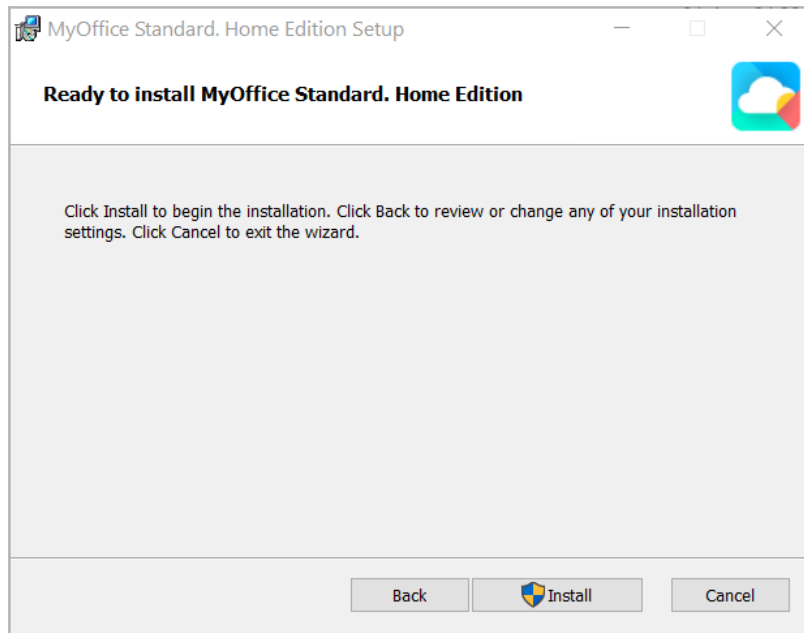 MyOffice Standard. Home Edition Setup
Ready to install MyOffice Standard. Home Edition
Click Install to begin the installation. Click Back to review or change any of your installation
settings. Click Cancel to exit the wizard.
Back Install Cancel